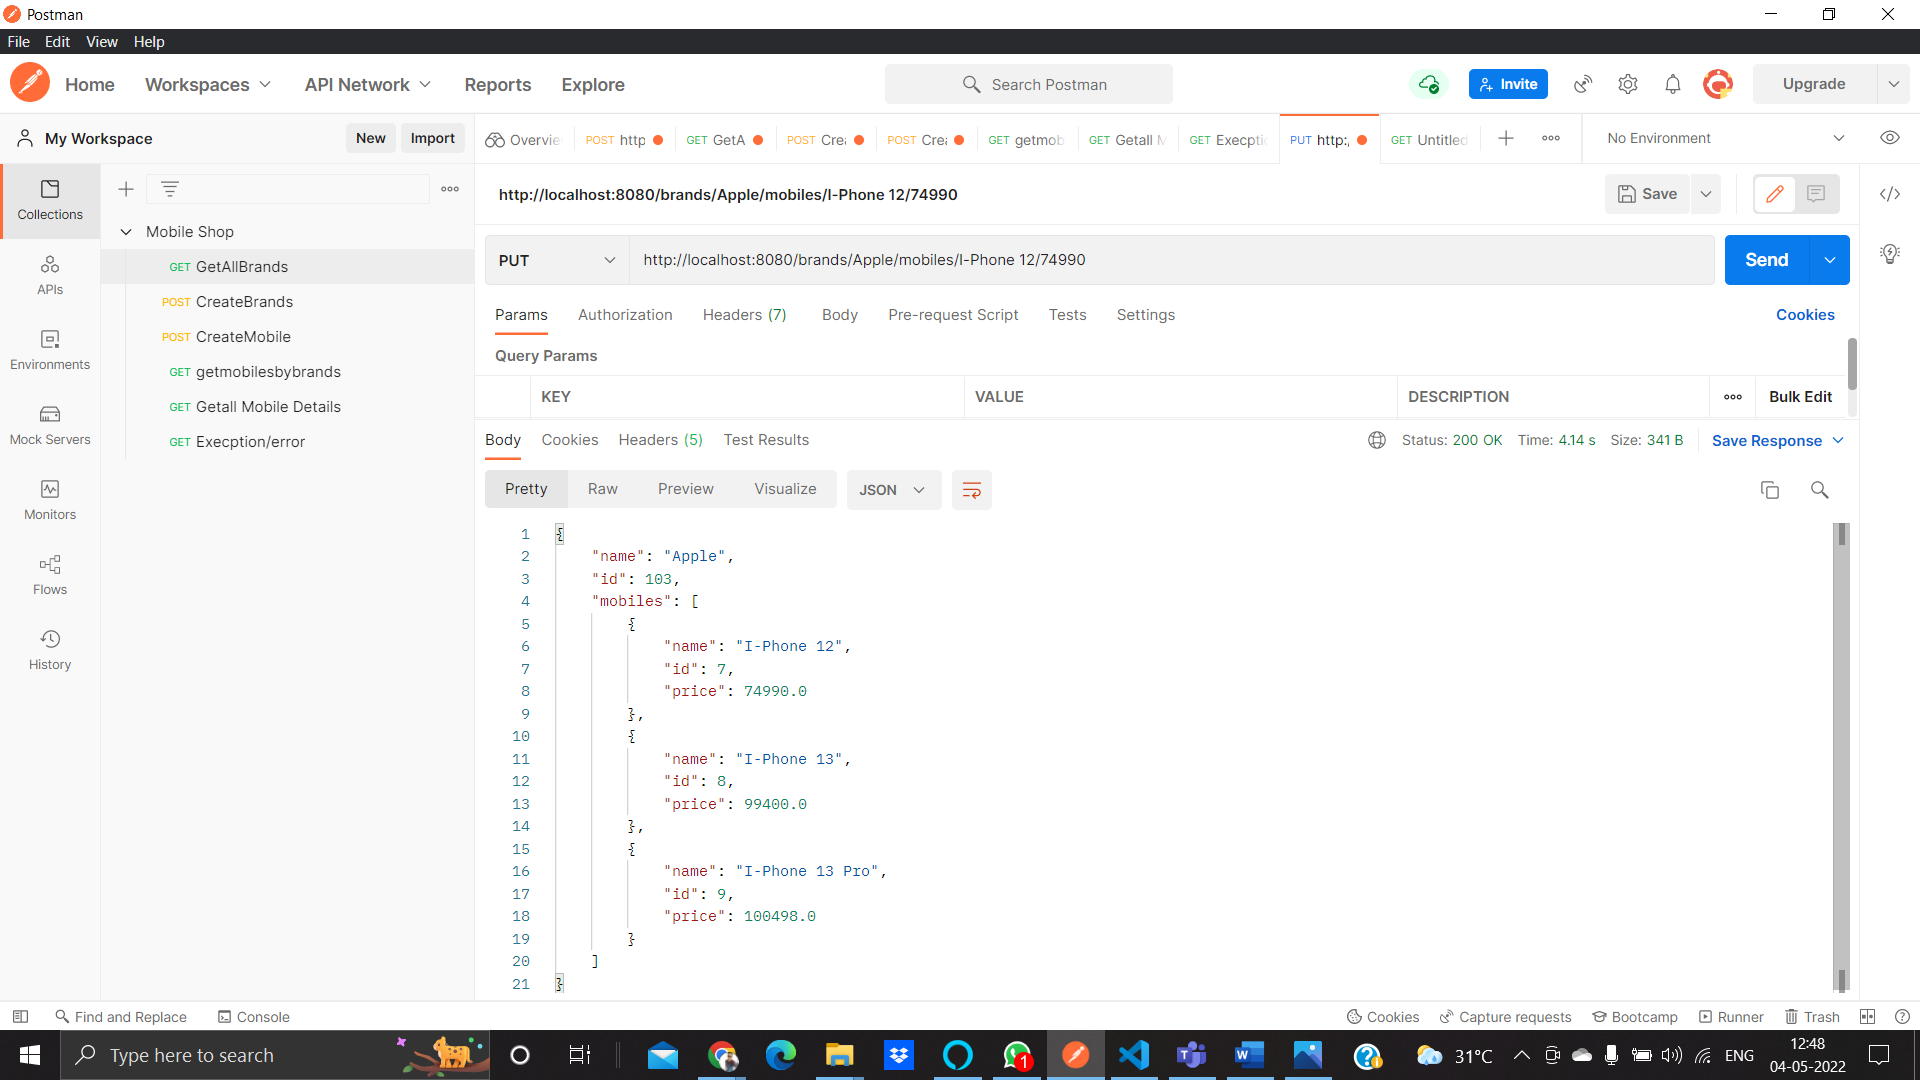 Postman
File Edit View Help
Home Workspaces API Network Reports Explore Search Postman Invite Upgrade
My Workspace New Import Overvie POST http GET GetA POST Crea POST Crea GET getmob GET Getall M GET Execptio PUT http:/ GET Untitled No Environment
http://localhost:8080/brands/Apple/mobiles/I-Phone 12/74990 Save
Collections
APIs
Environments
Mock Servers
Monitors
Flows
History
Mobile Shop
GET GetAllBrands
POST CreateBrands
POST CreateMobile
GET getmobilesbybrands
GET Getall Mobile Details
GET Execption/error
PUT http://localhost:8080/brands/Apple/mobiles/I-Phone 12/74990 Send
Params Authorization Headers (7) Body Pre-request Script Tests Settings Cookies
Query Params
KEY VALUE DESCRIPTION Bulk Edit
Body Cookies Headers (5) Test Results Status: 200 OK Time: 4.14 s Size: 341 B Save Response
Pretty Raw Preview Visualize JSON
1 {
2 "name": "Apple",
3 "id": 103,
4 "mobiles": [
5 {
6 "name": "I-Phone 12",
7 "id": 7,
8 "price": 74990.0
9 },
10 {
11 "name": "I-Phone 13",
12 "id": 8,
13 "price": 99400.0
14 },
15 {
16 "name": "I-Phone 13 Pro",
17 "id": 9,
18 "price": 100498.0
19 }
20 ]
21 }
Find and Replace Console Cookies Capture requests Bootcamp Runner Trash
Type here to search 1 31°C ENG 12:48
04-05-2022